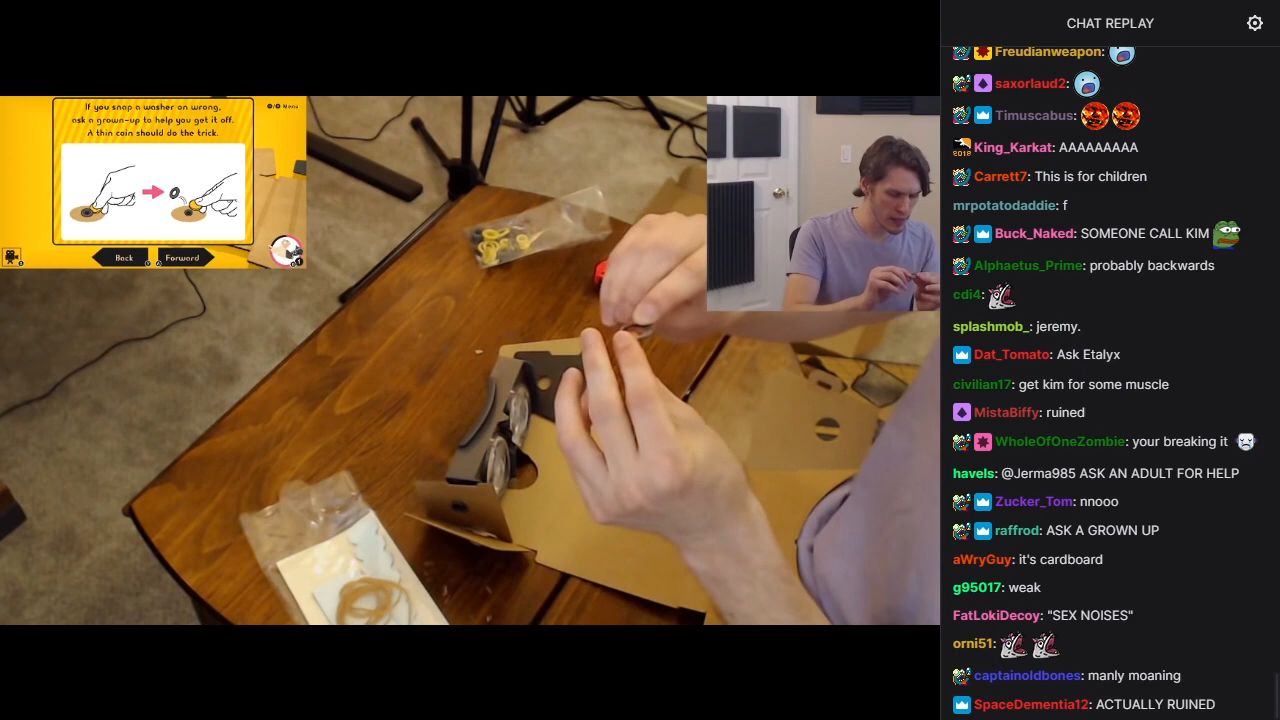 If you snap a washer on wrong,
ask a grown-up to help you get it off.
A thin coin should do the trick.
Menu
Back
Forward
CHAT REPLAY
Freudianweapon:
saxorlaud2:
Timuscabus:
King_Karkat: AAAAAAAAA
Carrett7: This is for children
mrpotatodaddie: f
Buck_Naked: SOMEONE CALL KIM
Alphaetus_Prime: probably backwards
cdi4:
splashmob_: jeremy.
Dat_Tomato: Ask Etalyx
civilian17: get kim for some muscle
MistaBiffy: ruined
WholeOfOneZombie: your breaking it
havels: @Jerma985 ASK AN ADULT FOR HELP
Zucker_Tom: nnooo
raffrod: ASK A GROWN UP
aWryGuy: it's cardboard
g95017: weak
FatLokiDecoy: "SEX NOISES"
orni51:
captainoldbones: manly moaning
SpaceDementia12: ACTUALLY RUINED